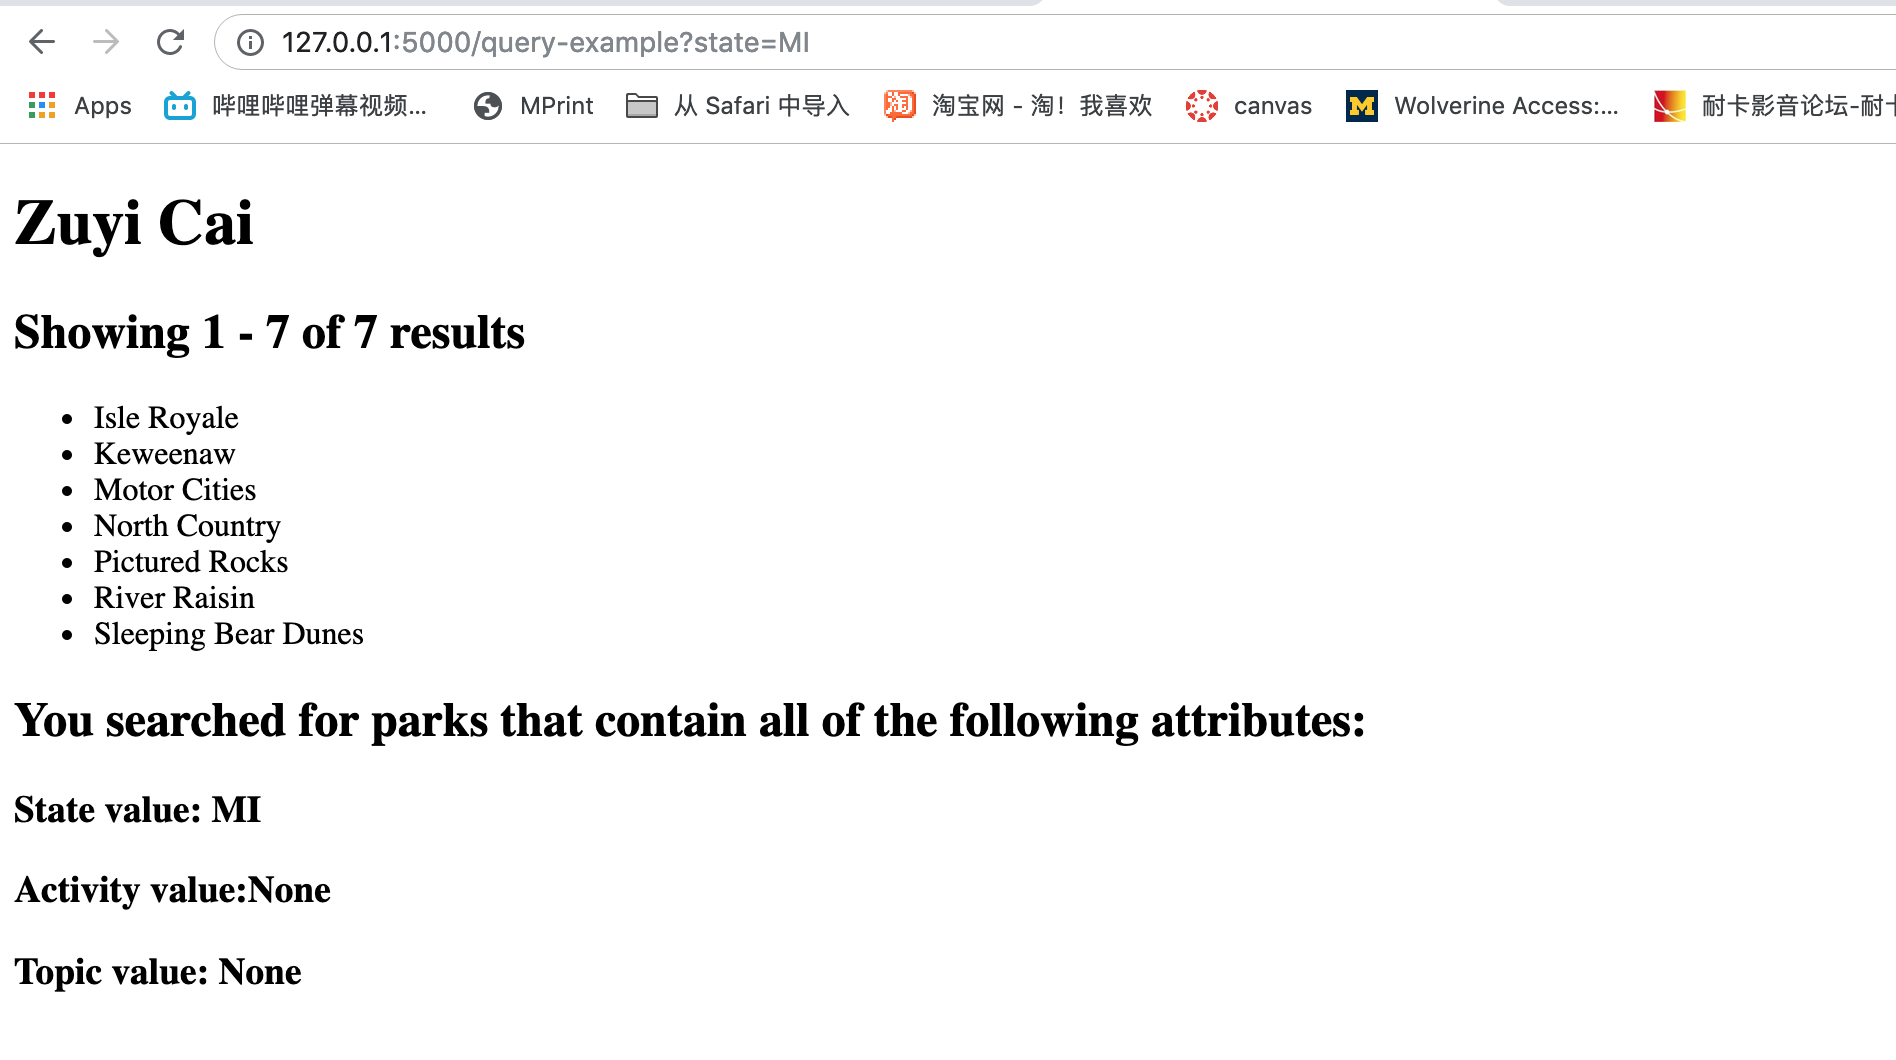 127.0.0.1:5000/query-example?state=MI
Apps 哔哩哔哩弹幕视频... MPrint 从 Safari 中导入 淘 淘宝网 - 淘！我喜欢 canvas M Wolverine Access:... 耐卡影音论坛-耐卡
Zuyi Cai
Showing 1 - 7 of 7 results
• Isle Royale
• Keweenaw
• Motor Cities
• North Country
• Pictured Rocks
• River Raisin
• Sleeping Bear Dunes
You searched for parks that contain all of the following attributes:
State value: MI
Activity value:None
Topic value: None